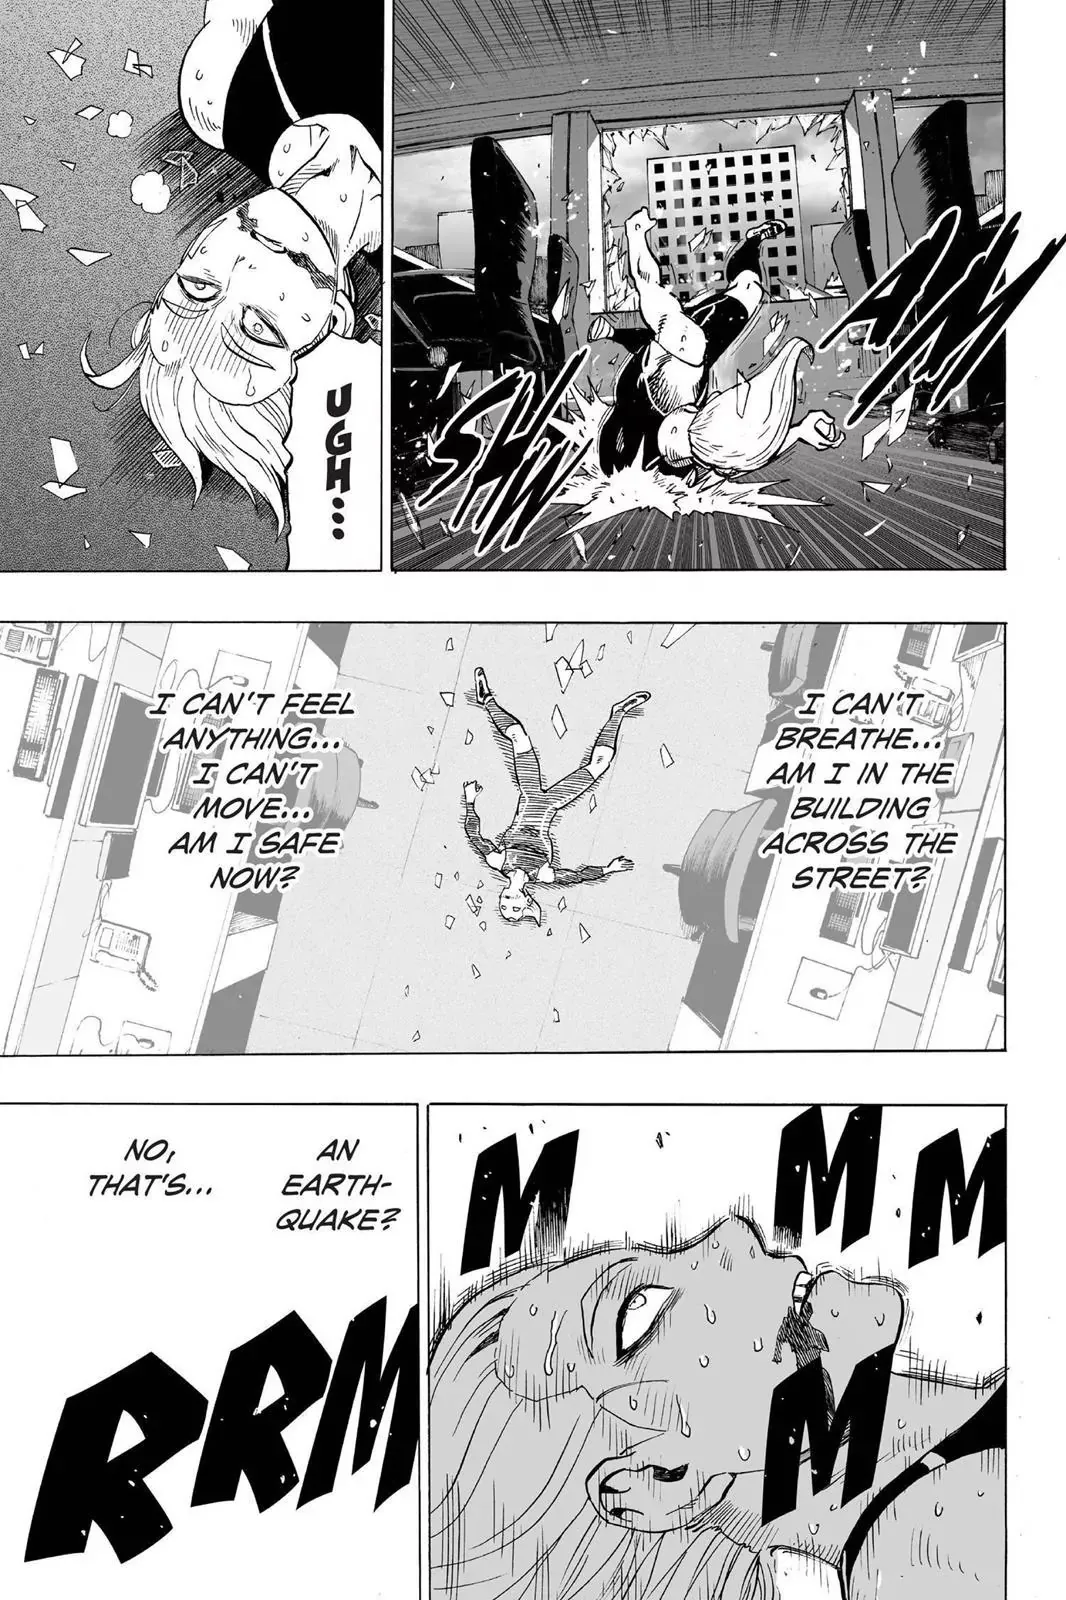 'SHW
AM
UGH...
I CAN'T
BREATHE...
AM I IN THE
BUILDING
ACROSS THE
STREET?
I CAN'T FEEL
ANYTHING...
I CAN'T
MOVE...
AM I SAFE
NOW?
M M M
M
AN
EARTH-
QUAKE?
NO,
THAT'S...
RRM